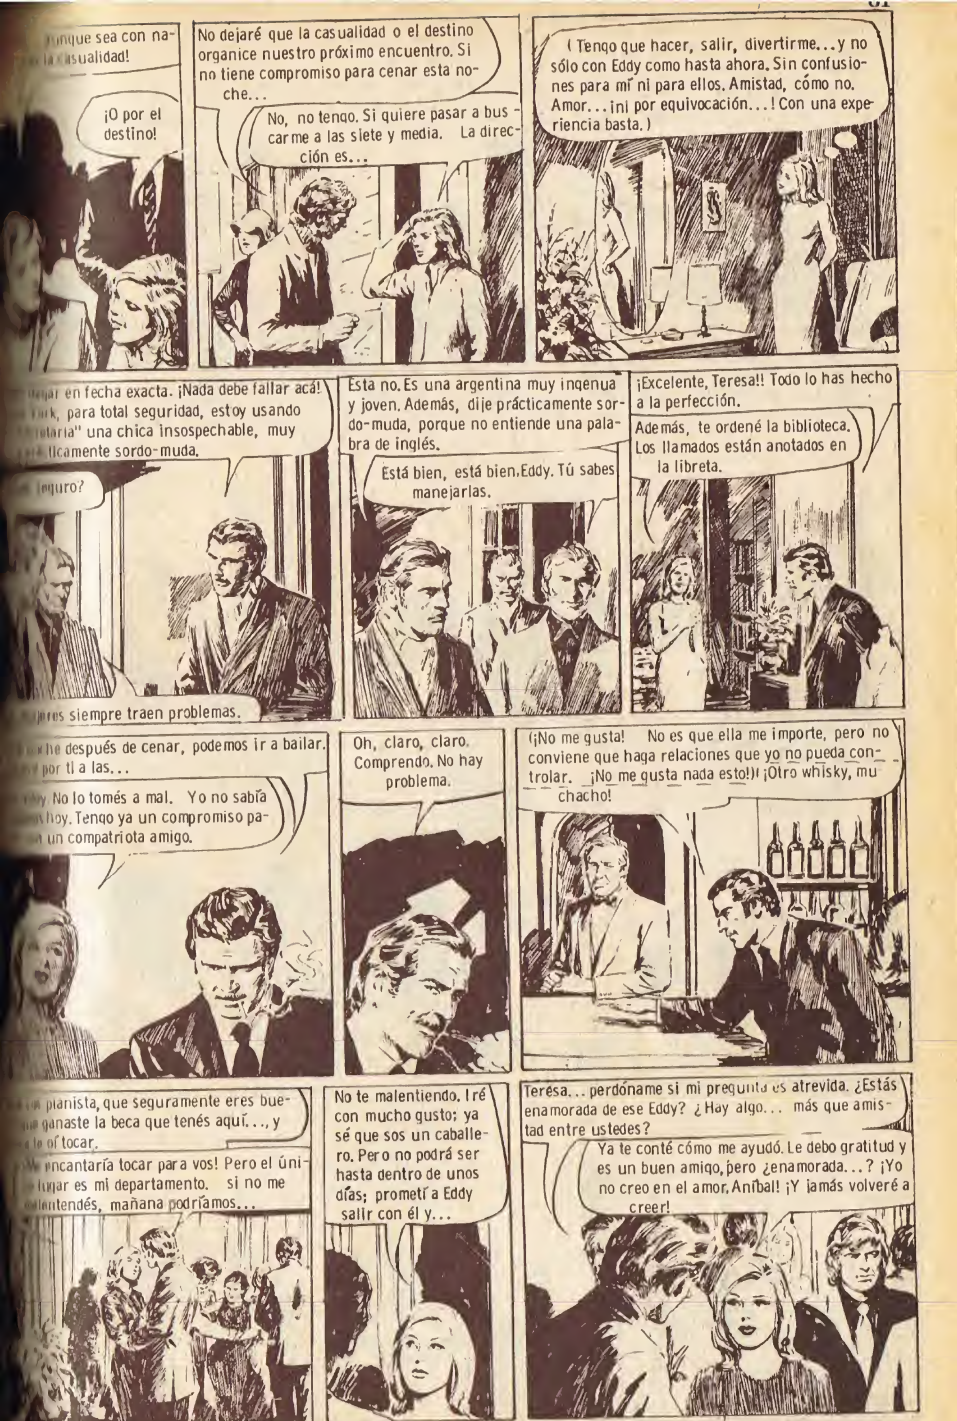 sea con na-
casualidad!
¡O por el
destino!
No dejaré que la casualidad o el destino
organice nuestro próximo encuentro. Si
no tiene compromiso para cenar esta no-
che...
No, no tengo. Si quiere pasar a bus -
carme a las siete y media. La direc-
ción es...
( Tengo que hacer, salir, divertirme...y no
sólo con Eddy como hasta ahora. Sin confusio-
nes para mí ni para ellos. Amistad, cómo no.
Amor...¡ni por equivocación...! Con una expe-
riencia basta. )
en fecha exacta. ¡Nada debe fallar acá!
para total seguridad, estoy usando
una chica insospechable, muy
sordo-muda.
Esta no. Es una argentina muy ingenua
y joven. Además, dije prácticamente sor-
do-muda, porque no entiende una pala-
bra de inglés.
Está bien, está bien.Eddy. Tú sabes
manejarlas.
¡Excelente, Teresa!! Todo lo has hecho
a la perfección.
Además, te ordené la biblioteca.
Los llamados están anotados en
la libreta.
siempre traen problemas.
después de cenar, podemos ir a bailar.
por ti a las...
No lo tomés a mal. Yo no sabía
hoy. Tengo ya un compromiso pa-
un compatriota amigo.
Oh, claro, claro.
Comprendo. No hay
problema.
(¡No me gusta! No es que ella me importe, pero no
conviene que haga relaciones que yo no pueda con-
trolar. ¡No me gusta nada esto!)( ¡Otro whisky, mu
chacho!
pianista, que seguramente eres bue-
ganaste la beca que tenés aquí..., y
oí tocar.
encantaría tocar para vos! Pero el úni-
lugar es mi departamento. si no me
mañana podríamos...
No te malentiendo. Iré
con mucho gusto: ya
sé que sos un caballe-
ro. Pero no podrá ser
hasta dentro de unos
días; prometí a Eddy
salir con él y...
Teresa... perdóname si mi pregunta es atrevida. ¿Estás
enamorada de ese Eddy? ¿Hay algo... más que amis-
tad entre ustedes?
Ya te conté cómo me ayudó. Le debo gratitud y
es un buen amigo, pero ¿enamorada...? ¡Yo
no creo en el amor, Aníbal! ¡Y jamás volveré a
creer!